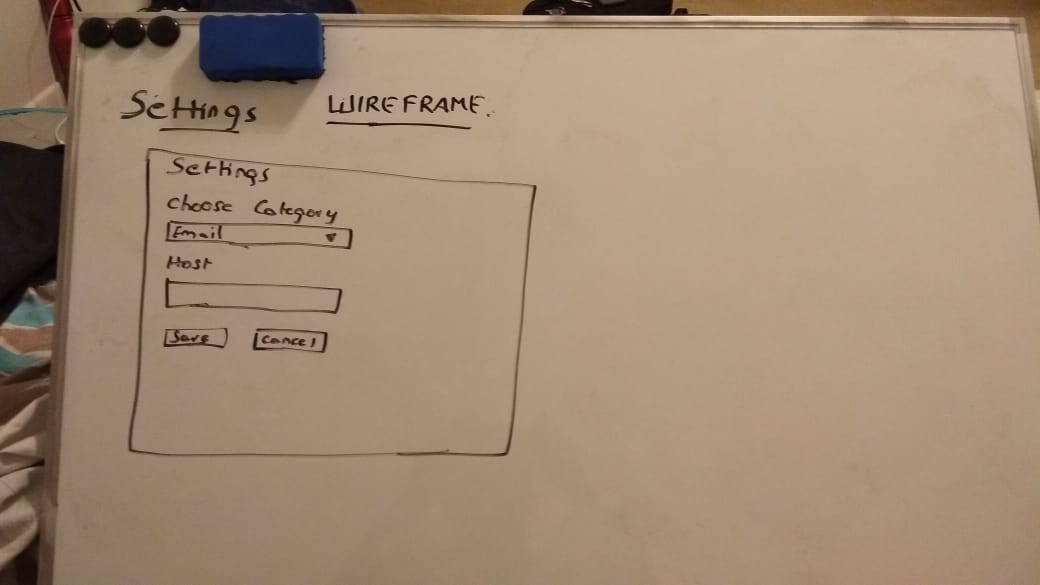 Settings WIREFRAME.
Settings
Choose Category
Email
Host
Save Cancel